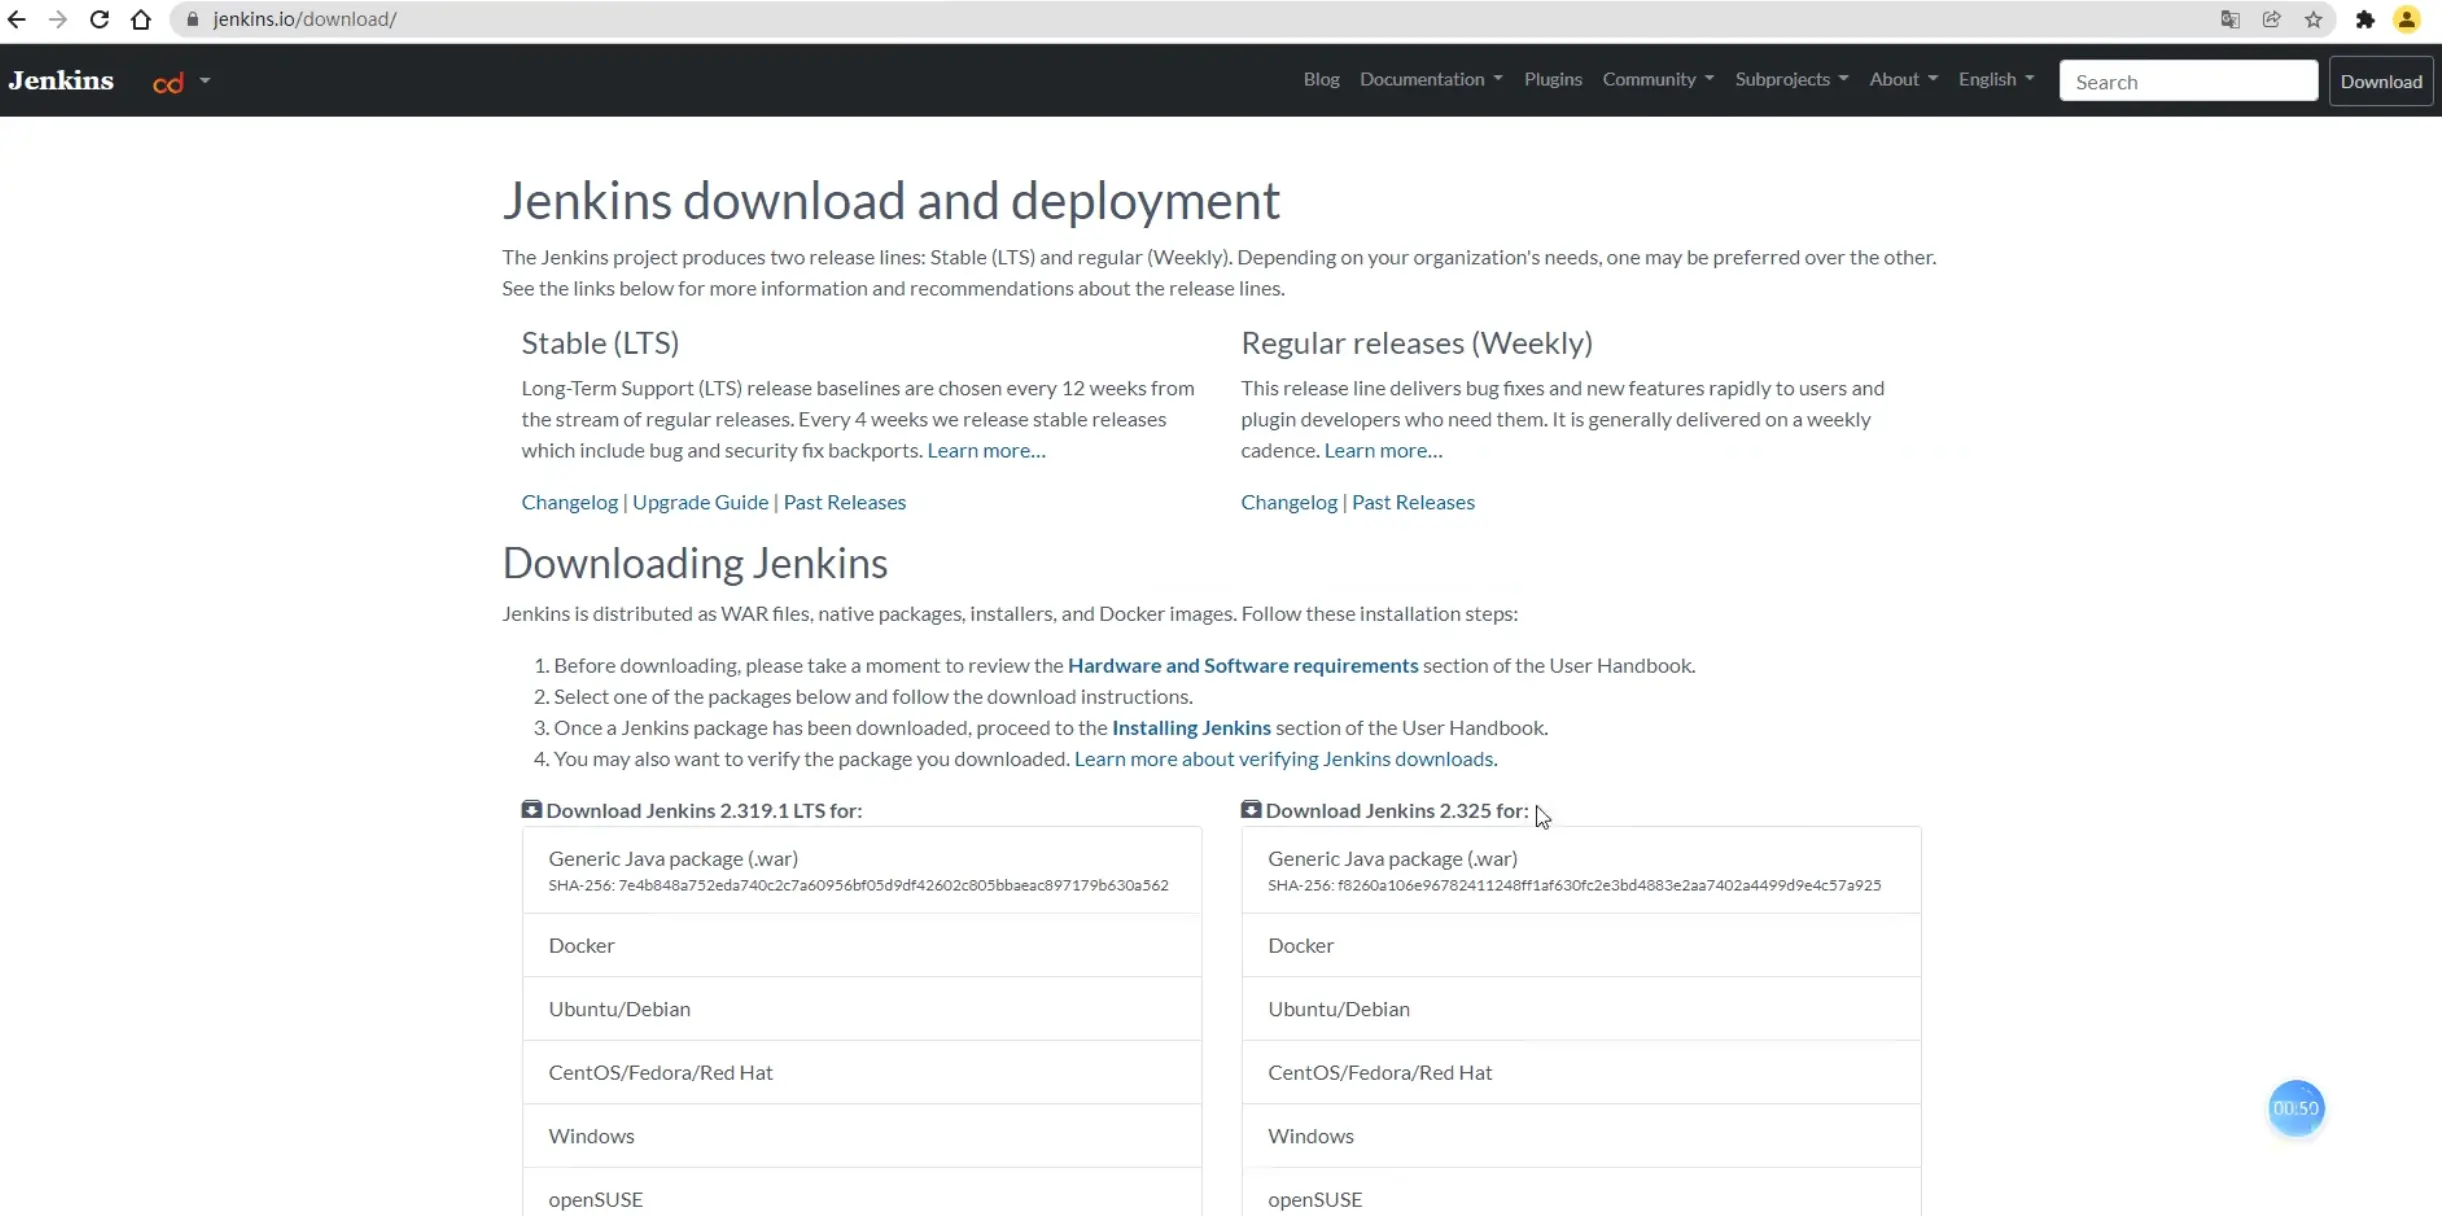 jenkins.io/download/
Jenkins
cd
Blog
Documentation
Plugins
Community
Subprojects
About
English
Search
Download
Jenkins download and deployment
The Jenkins project produces two release lines: Stable (LTS) and regular (Weekly). Depending on your organization's needs, one may be preferred over the other.
See the links below for more information and recommendations about the release lines.
Stable (LTS)
Long-Term Support (LTS) release baselines are chosen every 12 weeks from
the stream of regular releases. Every 4 weeks we release stable releases
which include bug and security fix backports. Learn more...
Changelog | Upgrade Guide | Past Releases
Regular releases (Weekly)
This release line delivers bug fixes and new features rapidly to users and
plugin developers who need them. It is generally delivered on a weekly
cadence. Learn more...
Changelog | Past Releases
Downloading Jenkins
Jenkins is distributed as WAR files, native packages, installers, and Docker images. Follow these installation steps:
1. Before downloading, please take a moment to review the Hardware and Software requirements section of the User Handbook.
2. Select one of the packages below and follow the download instructions.
3. Once a Jenkins package has been downloaded, proceed to the Installing Jenkins section of the User Handbook.
4. You may also want to verify the package you downloaded. Learn more about verifying Jenkins downloads.
Download Jenkins 2.319.1 LTS for:
Generic Java package (.war)
SHA-256: 7e4b848a752eda740c2c7a60956bf05d9df42602c805bbaeac897179b630a562
Docker
Ubuntu/Debian
CentOS/Fedora/Red Hat
Windows
openSUSE
Download Jenkins 2.325 for:
Generic Java package (.war)
SHA-256: f8260a106e96782411248ff1af630fc2e3bd4883e2aa7402a4499d9e4c57a925
Docker
Ubuntu/Debian
CentOS/Fedora/Red Hat
Windows
openSUSE
00:50